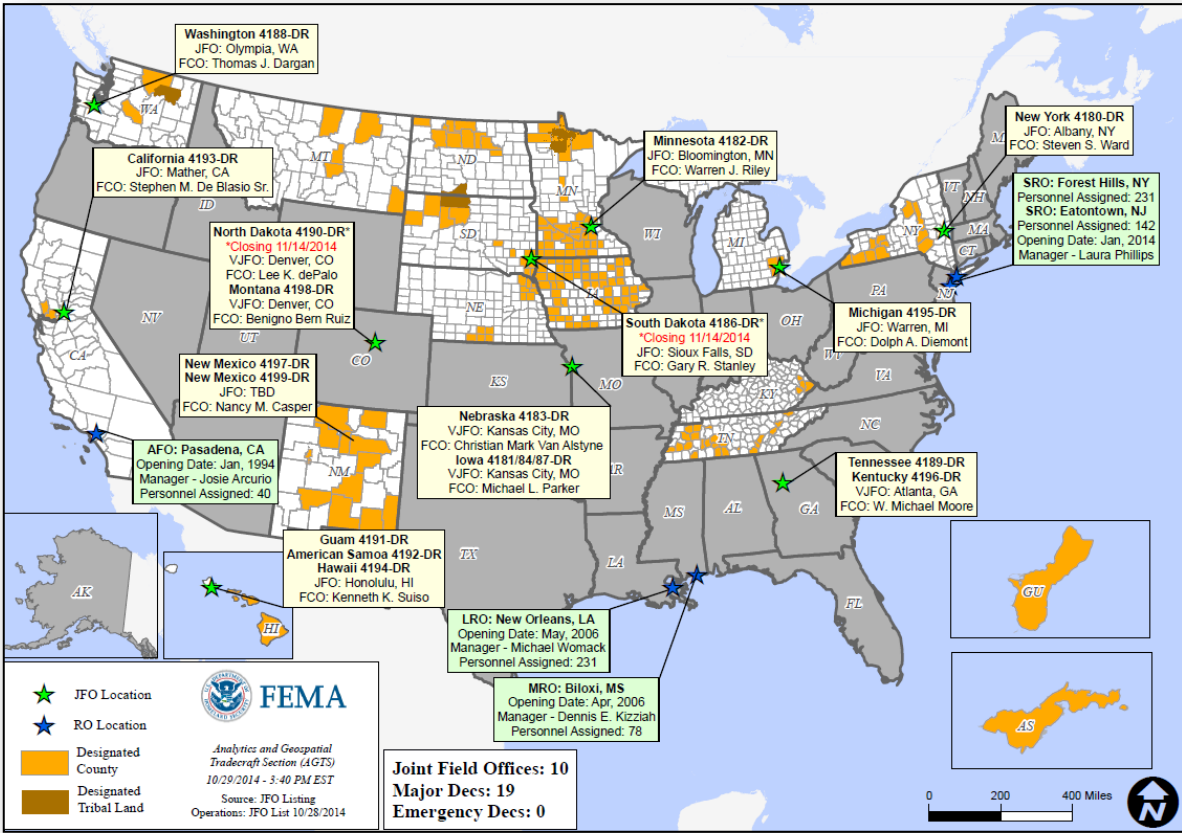 Washington 4188-DR
JFO: Olympia, WA
FCO: Thomas J. Dargan
California 4193-DR
JFO: Mather, CA
FCO: Stephem M. De Blasio Sr.
North Dakota 4190-DR*
*Closing 11/14/2014
VJFO: Denver, CO
FCO: Lee K. dePalo
Montana 4198-DR
VJFO: Denver, CO
FCO: Benigno Bern Ruiz
New Mexico 4197-DR
New Mexico 4199-DR
JFO: TBD
FCO: Nancy M. Casper
AFO: Pasadena, CA
Opening Date: Jan, 1994
Manager - Josie Arcurio
Personnel Assigned: 40
Guam 4191-DR
American Samoa 4192-DR
Hawaii 4194-DR
JFO: Honolulu, HI
FCO: Kenneth K. Suiso
Minnesota 4182-DR
JFO: Bloomington, MN
FCO: Warren J. Riley
New York 4180-DR
JFO: Albany, NY
FCO: Steven S. Ward
SRO: Forest Hills, NY
Personnel Assigned: 231
SRO: Eatontown, NJ
Personnel Assigned: 142
Opening Date: Jan, 2014
Manager - Laura Phillips
Michigan 4195-DR
JFO: Warren, MI
FCO: Dolph A. Diemont
South Dakota 4186-DR*
*Closing 11/14/2014
JFO: Sioux Falls, SD
FCO: Gary R. Stanley
Nebraska 4183-DR
VJFO: Kansas City, MO
FCO: Christian Mark Van Alstyne
Iowa 4181/84/87-DR
VJFO: Kansas City, MO
FCO: Michael L. Parker
Tennessee 4189-DR
Kentucky 4196-DR
VJFO: Atlanta, GA
FCO: W. Michael Moore
LRO: New Orleans, LA
Opening Date: May, 2006
Manager - Michael Womack
Personnel Assigned: 231
MRO: Biloxi, MS
Opening Date: Apr, 2006
Manager - Dennis E. Kizziah
Personnel Assigned: 78
WA
MT
ND
MN
ID
SD
WI
MI
VT
NH
NY
MA
CT
NJ
PA
NV
UT
CO
NE
IA
OH
CA
KS
MO
KY
VA
NC
TN
NM
TX
MS
AL
GA
LA
FL
AK
HI
GU
AS
JFO Location
RO Location
Designated
County
Designated
Tribal Land
FEMA
Analytics and Geospatial
Tradecraft Section (AGTS)
10/29/2014 - 3:40 PM EST
Source: JFO Listing
Operations: JFO List 10/28/2014
Joint Field Offices: 10
Major Decs: 19
Emergency Decs: 0
0 200 400 Miles
N